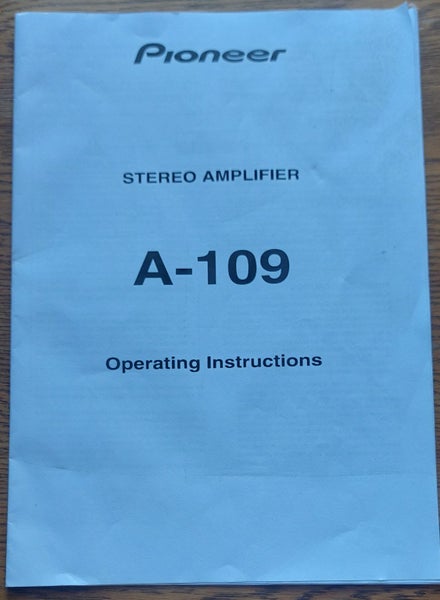 Pioneer
STEREO AMPLIFIER
A-109
Operating Instructions